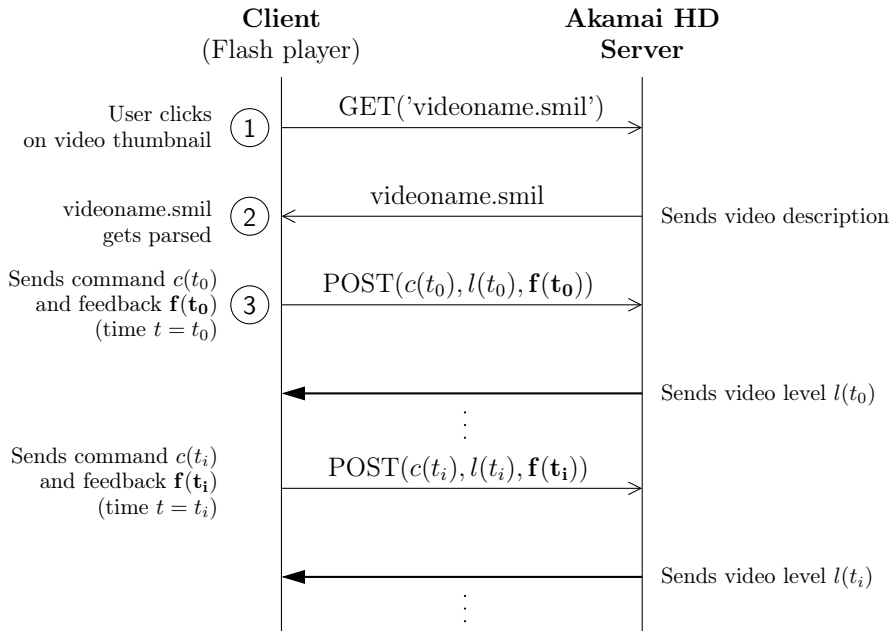 Client
(Flash player)
Akamai HD
Server
User clicks
on video thumbnail
1
GET('videoname.smil')
videoname.smil
gets parsed
2
videoname.smil
Sends video description
Sends command c(t₀)
and feedback f(t₀)
(time t = t₀)
3
POST(c(t₀), l(t₀), f(t₀))
Sends video level l(t₀)
⋮
Sends command c(tᵢ)
and feedback f(tᵢ)
(time t = tᵢ)
POST(c(tᵢ), l(tᵢ), f(tᵢ))
Sends video level l(tᵢ)
⋮